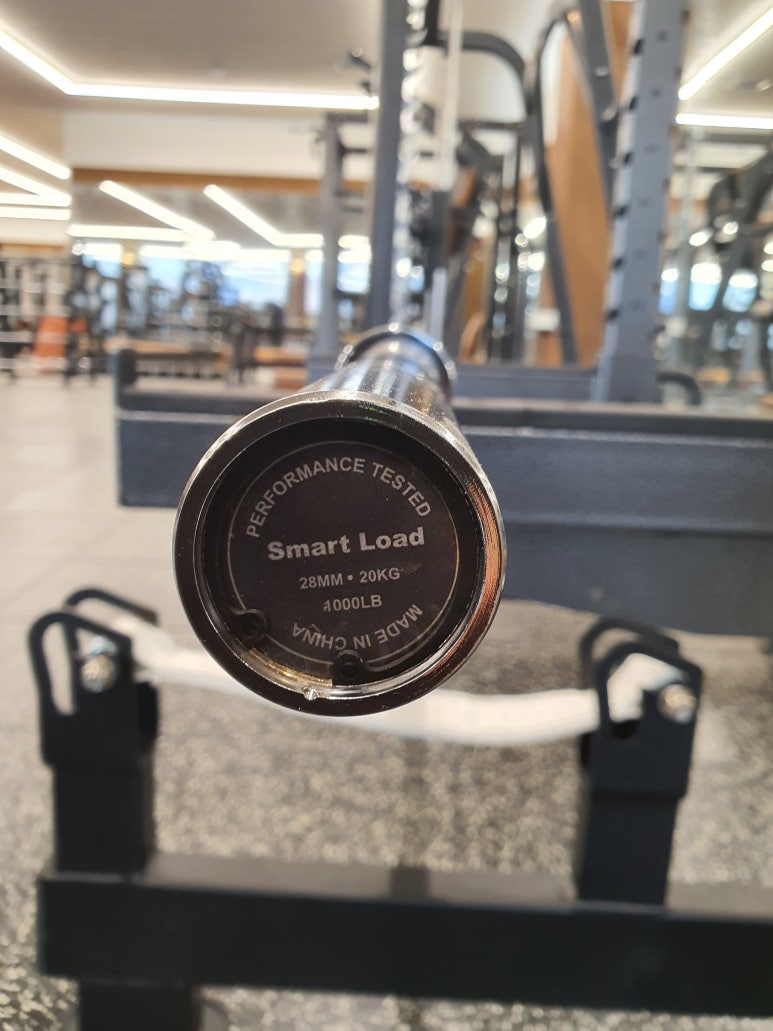 PERFORMANCE TESTED
Smart Load
28MM • 20KG
1000LB
MADE IN CHINA